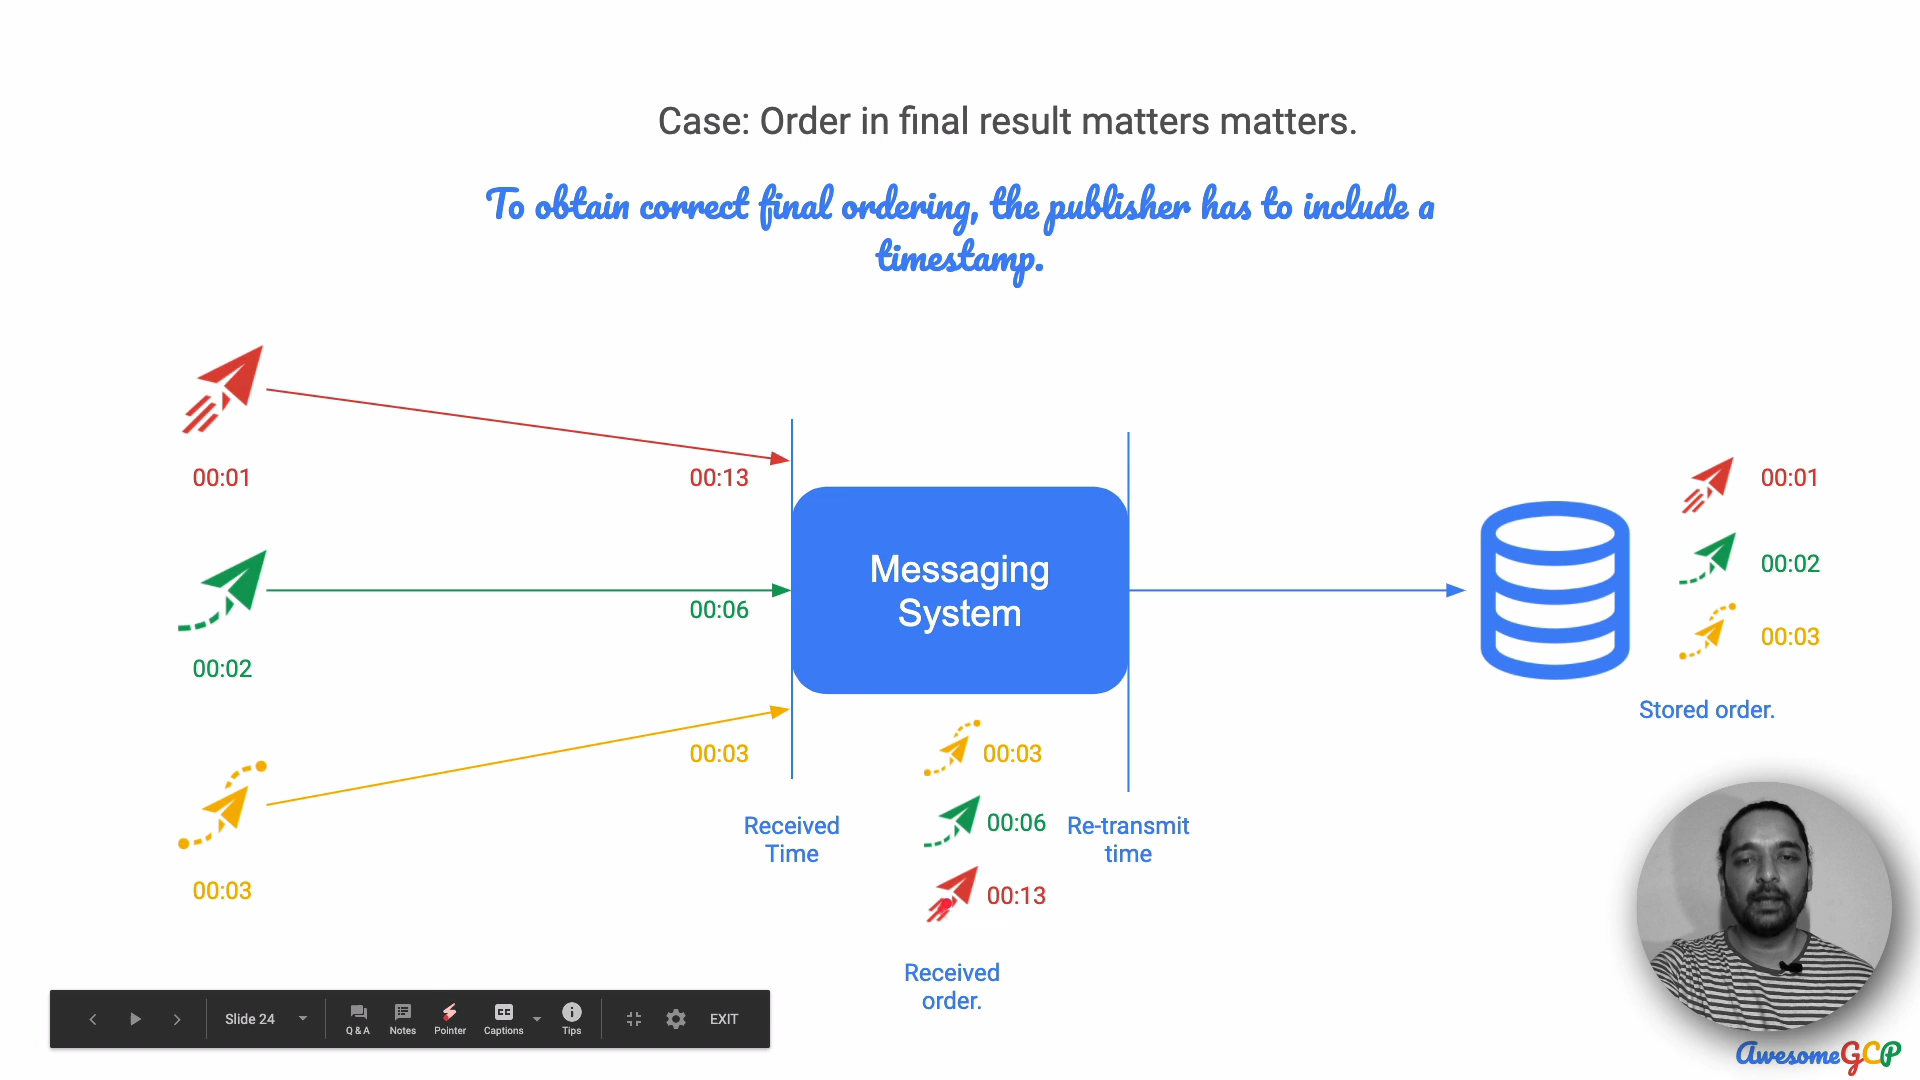 Case: Order in final result matters matters.
To obtain correct final ordering, the publisher has to include a
timestamp.
00:01
00:13
00:02
00:06
00:03
00:03
Messaging
System
Received
Time
Re-transmit
time
00:03
00:06
00:13
Received
order.
00:01
00:02
00:03
Stored order.
Slide 24
Q & A
Notes
Pointer
Captions
Tips
EXIT
AwesomeGCP